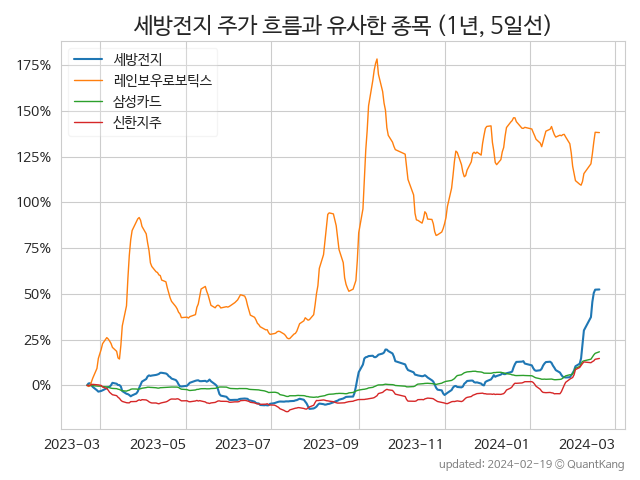 세방전지 주가 흐름과 유사한 종목 (1년, 5일선)
세방전지
레인보우로보틱스
삼성카드
신한지주
175%
150%
125%
100%
75%
50%
25%
0%
2023-03 2023-05 2023-07 2023-09 2023-11 2024-01 2024-03
updated: 2024-02-19 © QuantKang